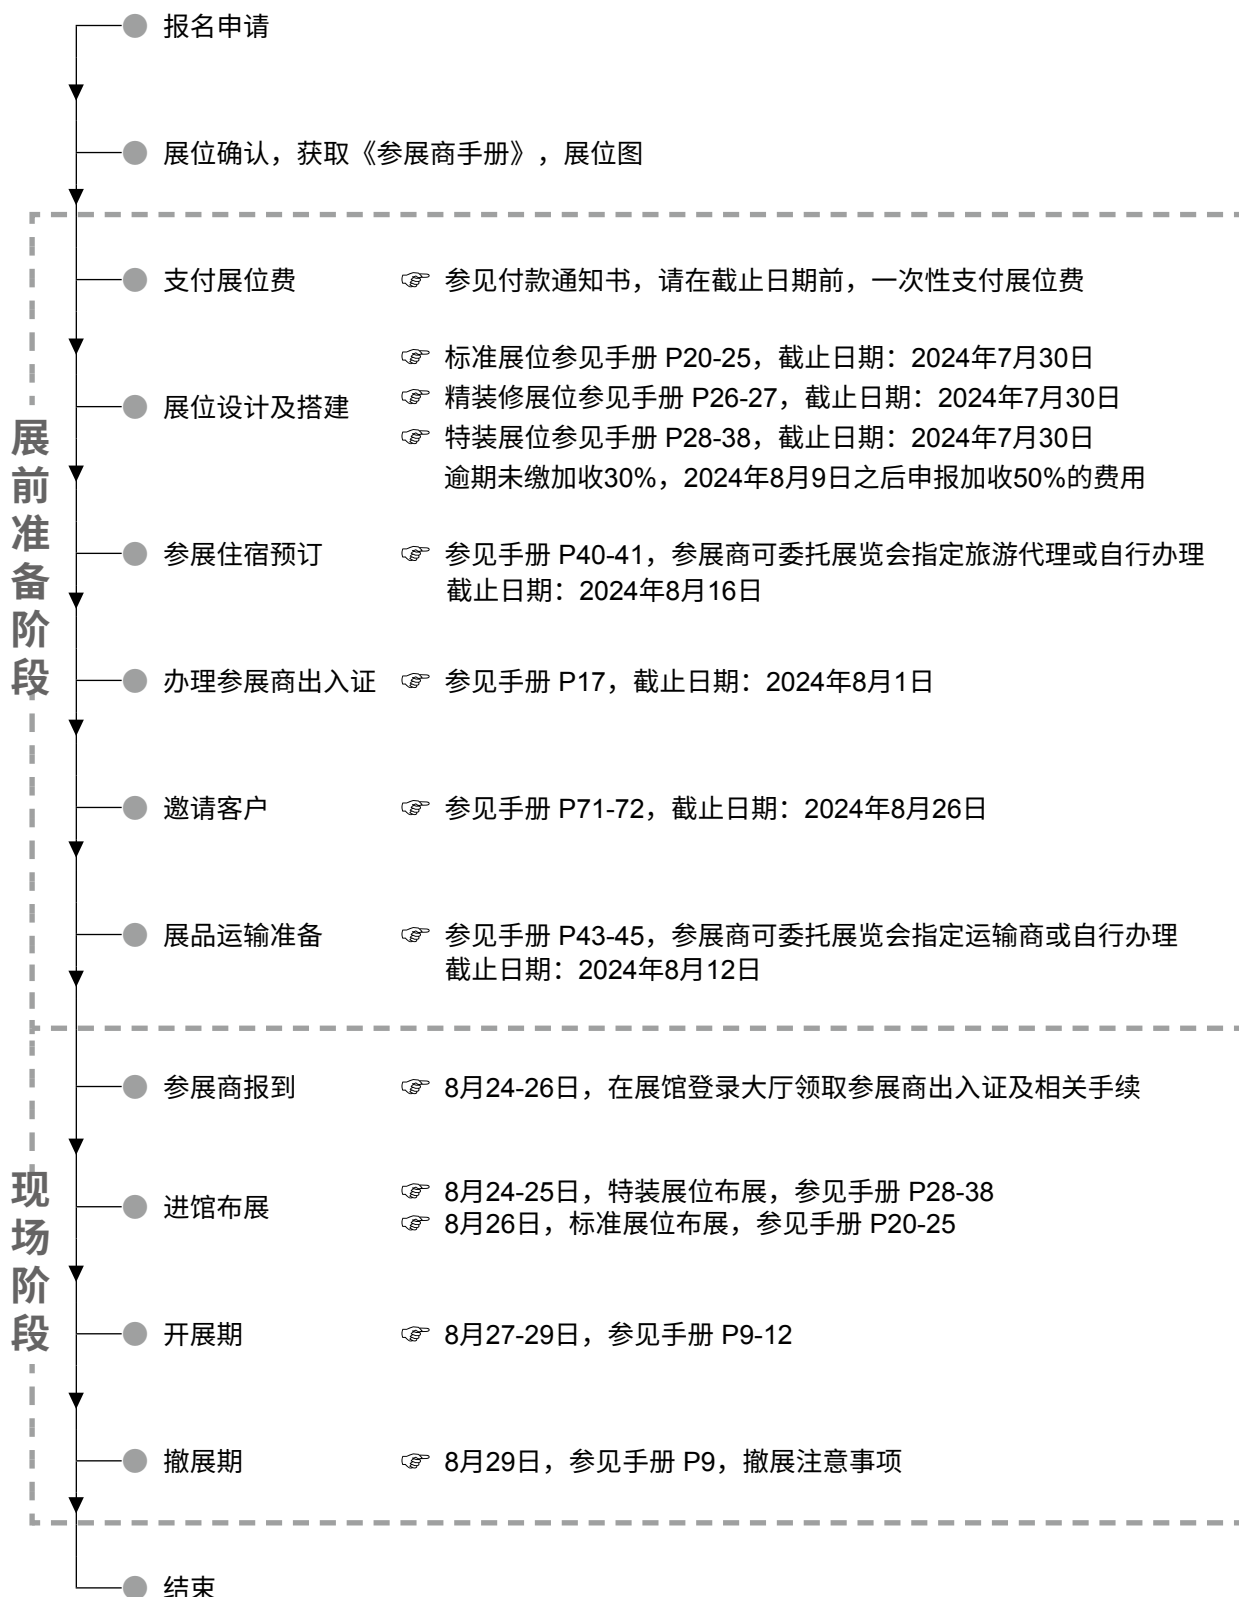 报名申请
展位确认，获取《参展商手册》，展位图
展前准备阶段
支付展位费 ☞ 参见付款通知书，请在截止日期前，一次性支付展位费
展位设计及搭建
☞ 标准展位参见手册 P20-25，截止日期：2024年7月30日
☞ 精装修展位参见手册 P26-27，截止日期：2024年7月30日
☞ 特装展位参见手册 P28-38，截止日期：2024年7月30日
逾期未缴加收30%，2024年8月9日之后申报加收50%的费用
参展住宿预订 ☞ 参见手册 P40-41，参展商可委托展览会指定旅游代理或自行办理
截止日期：2024年8月16日
办理参展商出入证 ☞ 参见手册 P17，截止日期：2024年8月1日
邀请客户 ☞ 参见手册 P71-72，截止日期：2024年8月26日
展品运输准备 ☞ 参见手册 P43-45，参展商可委托展览会指定运输商或自行办理
截止日期：2024年8月12日
现场阶段
参展商报到 ☞ 8月24-26日，在展馆登录大厅领取参展商出入证及相关手续
进馆布展
☞ 8月24-25日，特装展位布展，参见手册 P28-38
☞ 8月26日，标准展位布展，参见手册 P20-25
开展期 ☞ 8月27-29日，参见手册 P9-12
撤展期 ☞ 8月29日，参见手册 P9，撤展注意事项
结束